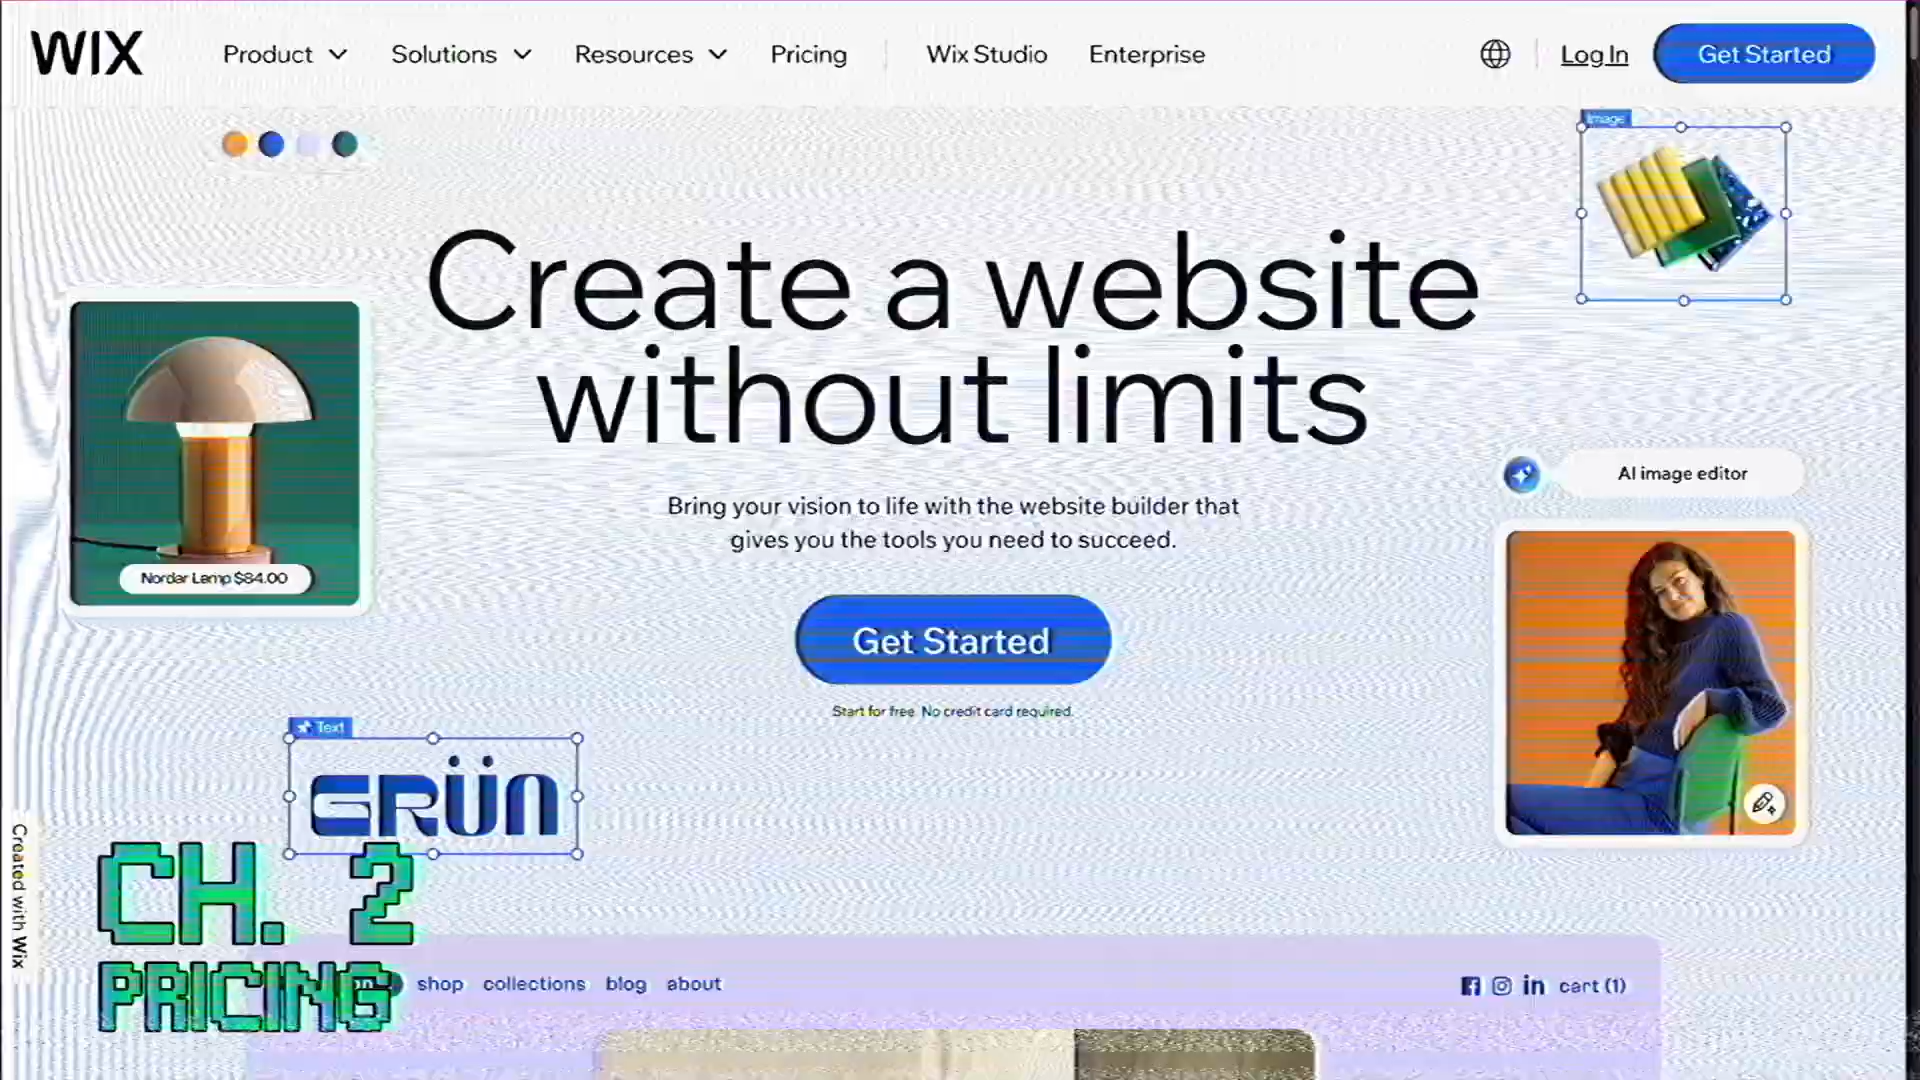 WIX
Product
Solutions
Resources
Pricing
Wix Studio
Enterprise
Log In
Get Started
Image
Create a website
without limits
AI image editor
Bring your vision to life with the website builder that
gives you the tools you need to succeed.
Nordar Lamp $84.00
Get Started
Start for free. No credit card required.
Text
GRÜN
Created with Wix
CH. 2
PRICING
shop
collections
blog
about
cart (1)